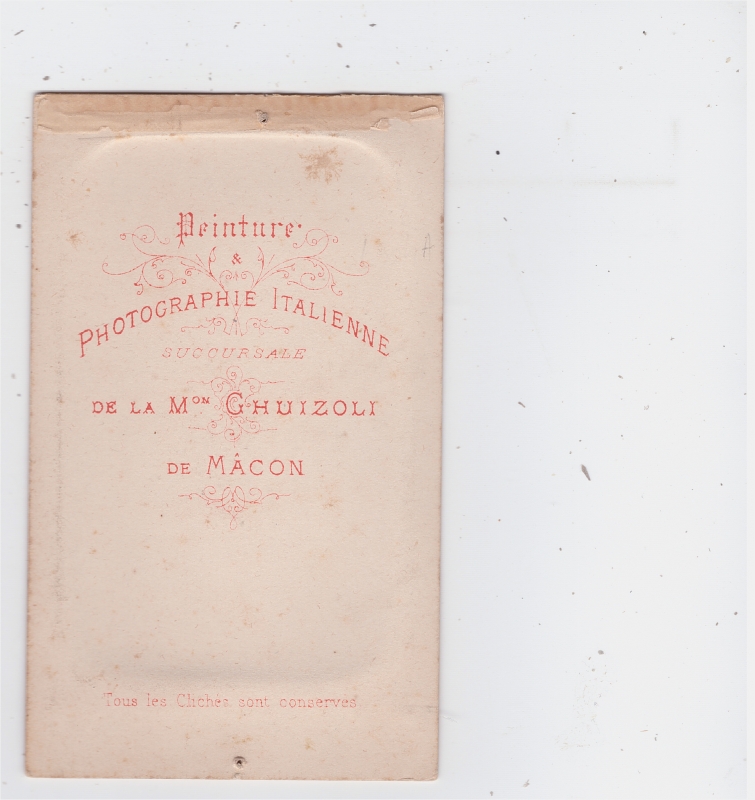 Peinture
&
PHOTOGRAPHIE ITALIENNE
SUCCURSALE
DE LA Mᴼᴺ GHUIZOLI
DE MÂCON
Tous les Clichés sont conservés
A